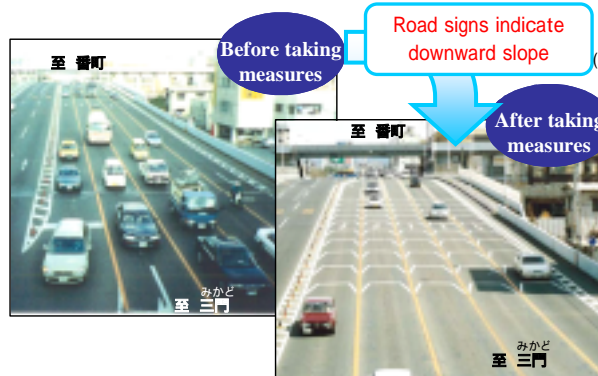 Before taking
measures
Road signs indicate
downward slope
(
After taking
measures
至 番町
みかど
至 三門
至 番町
みかど
至 三門